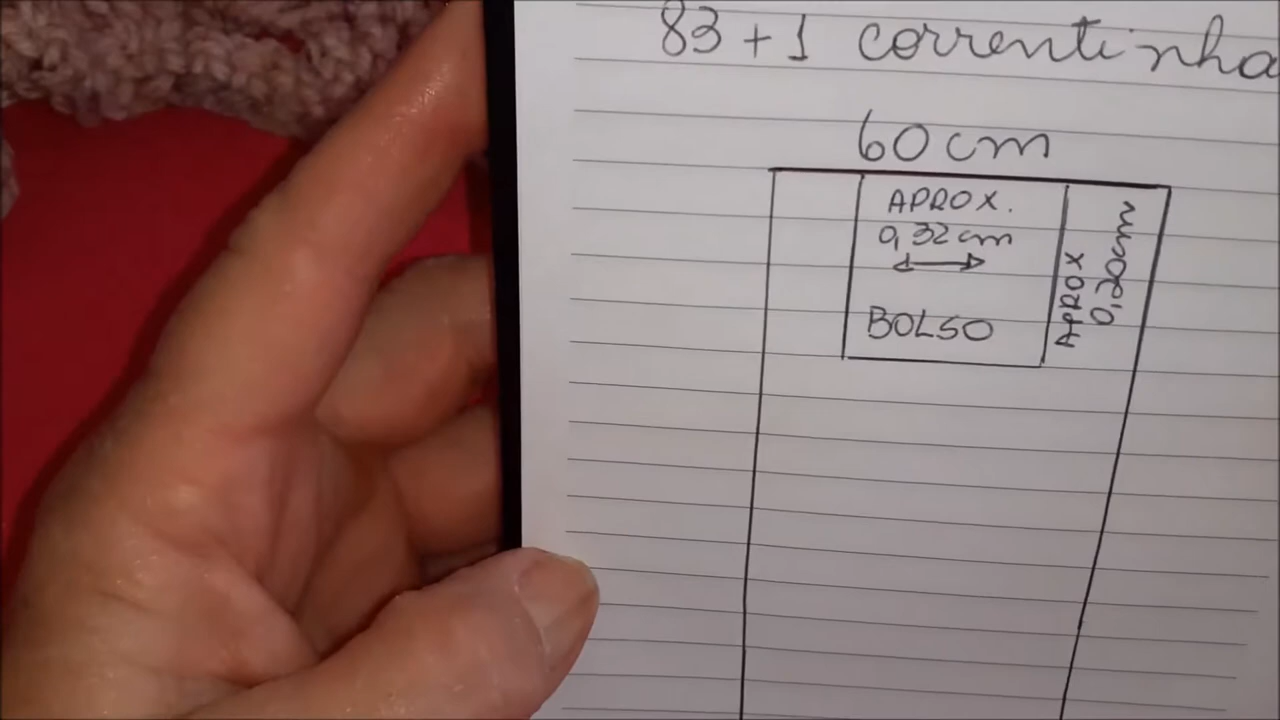 83 + 1 correntinha
60 cm
APROX.
0,32 cm
BOLSO
APROX
0,20cm